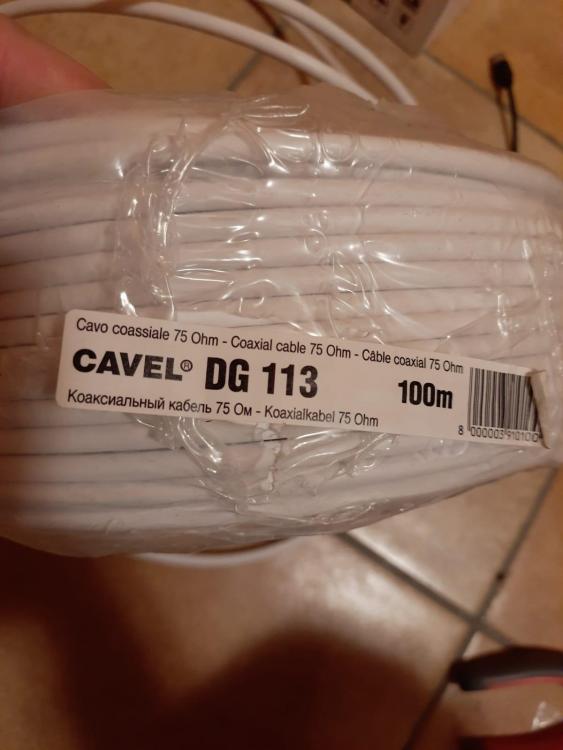 Cavo coassiale 75 Ohm - Coaxial cable 75 Ohm - Câble coaxial 75 Ohm
CAVEL® DG 113 100m
Коаксиальный кабель 75 Ом - Koaxialkabel 75 Ohm
8 000003 910100